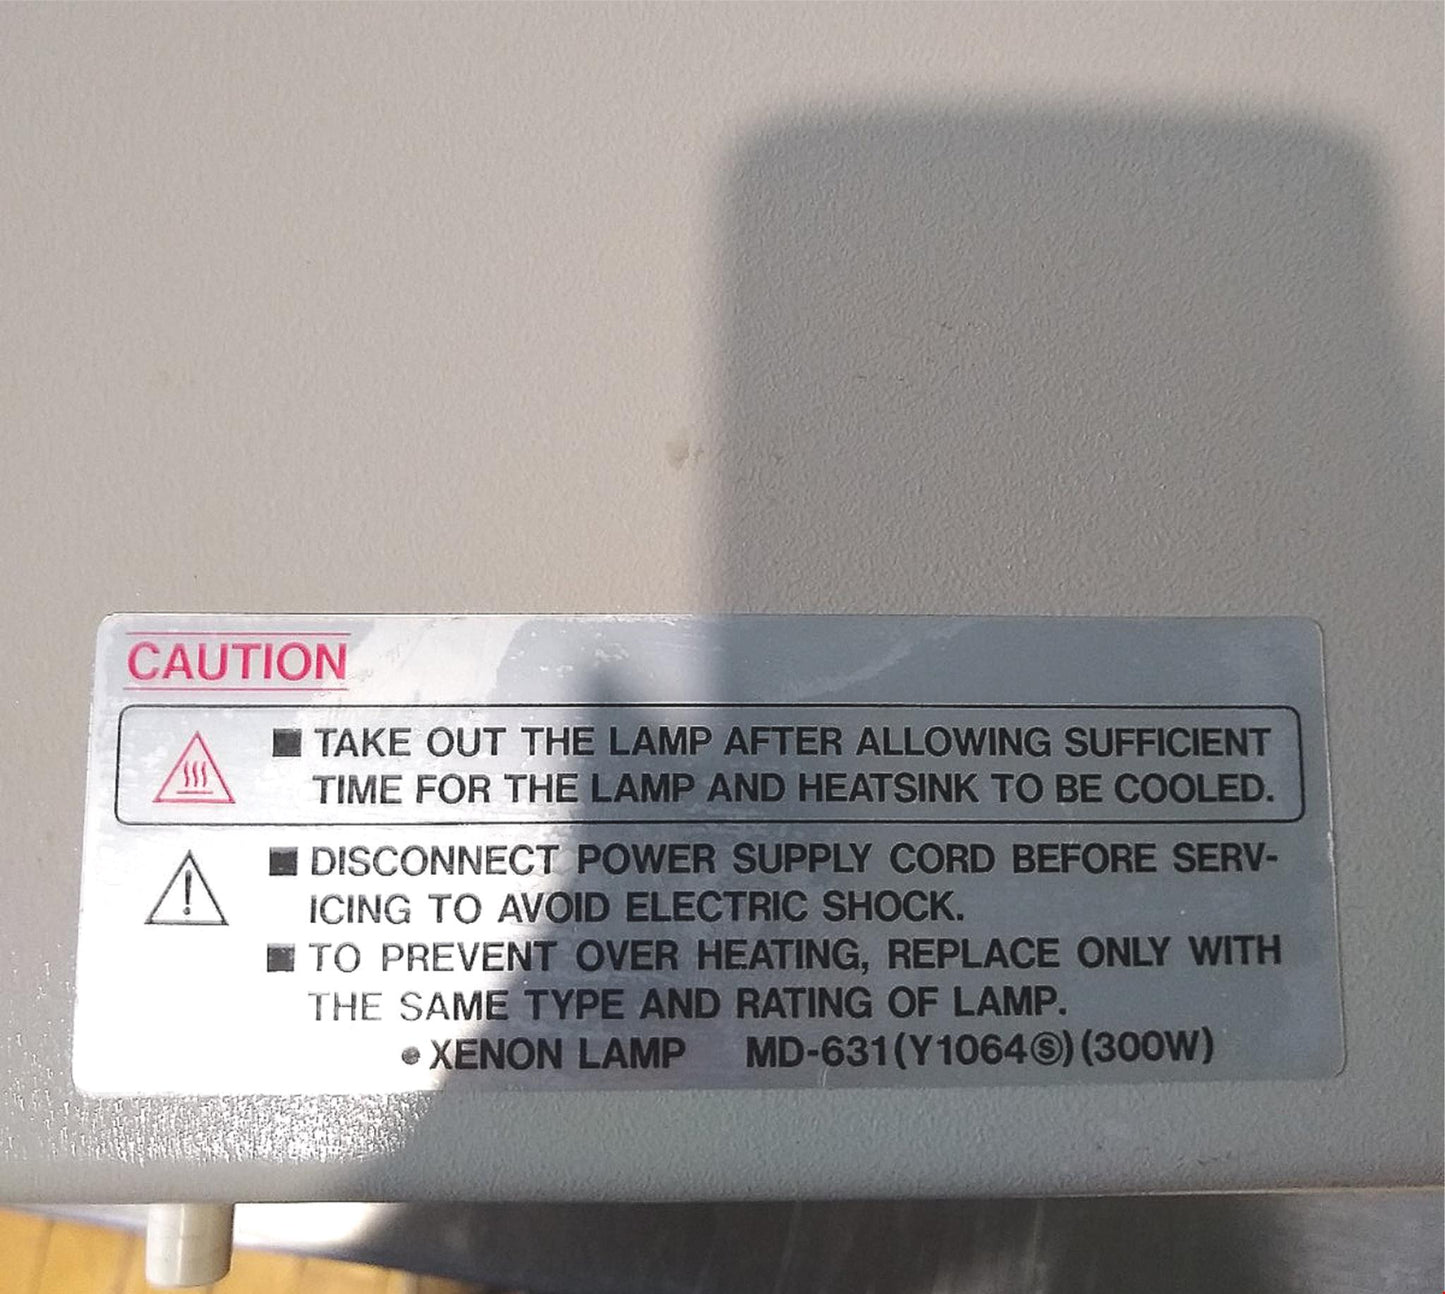 CAUTION
■ TAKE OUT THE LAMP AFTER ALLOWING SUFFICIENT
TIME FOR THE LAMP AND HEATSINK TO BE COOLED.
■ DISCONNECT POWER SUPPLY CORD BEFORE SERV-
ICING TO AVOID ELECTRIC SHOCK.
■ TO PREVENT OVER HEATING, REPLACE ONLY WITH
THE SAME TYPE AND RATING OF LAMP.
● XENON LAMP MD-631(Y1064Ⓢ)(300W)